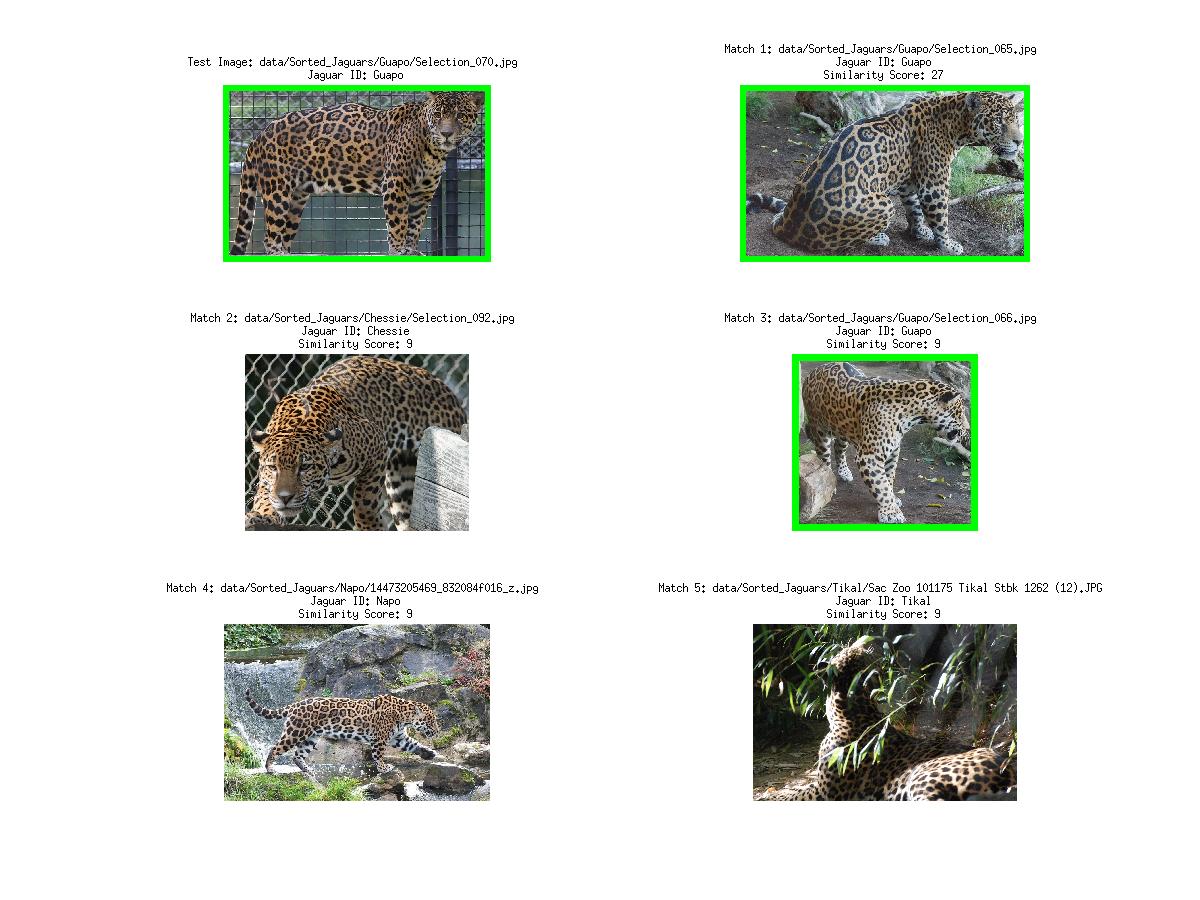 Test Image: data/Sorted_Jaguars/Guapo/Selection_070.jpg
Jaguar ID: Guapo
Match 1: data/Sorted_Jaguars/Guapo/Selection_065.jpg
Jaguar ID: Guapo
Similarity Score: 27
Match 2: data/Sorted_Jaguars/Chessie/Selection_092.jpg
Jaguar ID: Chessie
Similarity Score: 9
Match 3: data/Sorted_Jaguars/Guapo/Selection_066.jpg
Jaguar ID: Guapo
Similarity Score: 9
Match 4: data/Sorted_Jaguars/Napo/14473205469_832084f016_z.jpg
Jaguar ID: Napo
Similarity Score: 9
Match 5: data/Sorted_Jaguars/Tikal/Sac Zoo 101175 Tikal Stbk 1262 (12).JPG
Jaguar ID: Tikal
Similarity Score: 9